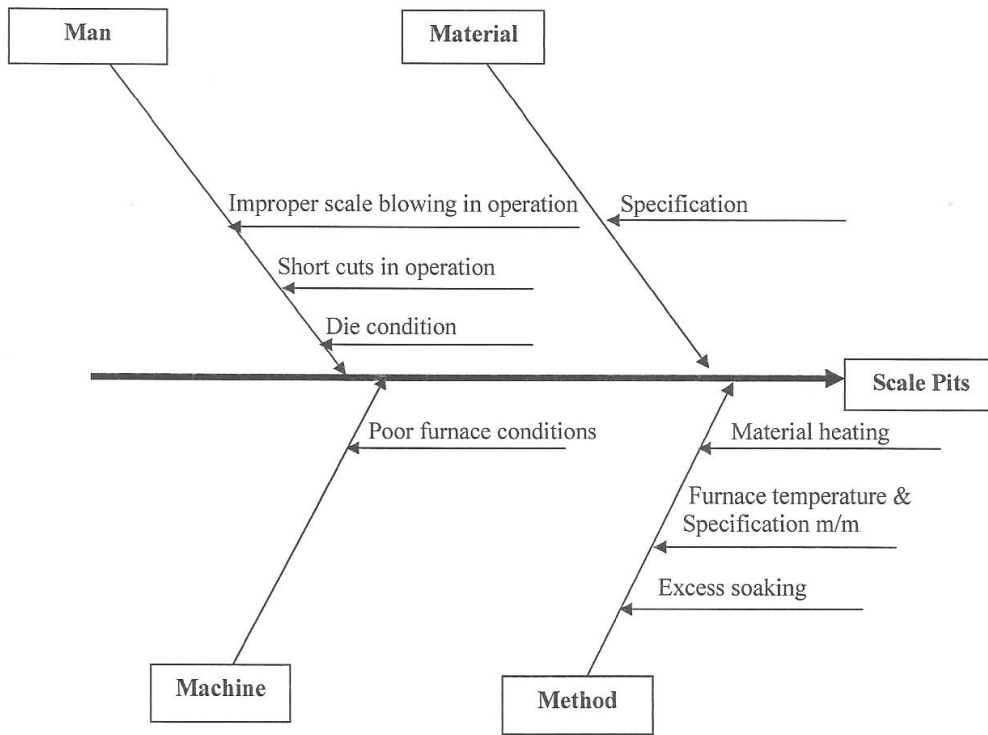 Man
Material
Improper scale blowing in operation
Specification
Short cuts in operation
Die condition
Scale Pits
Poor furnace conditions
Material heating
Furnace temperature &
Specification m/m
Excess soaking
Machine
Method